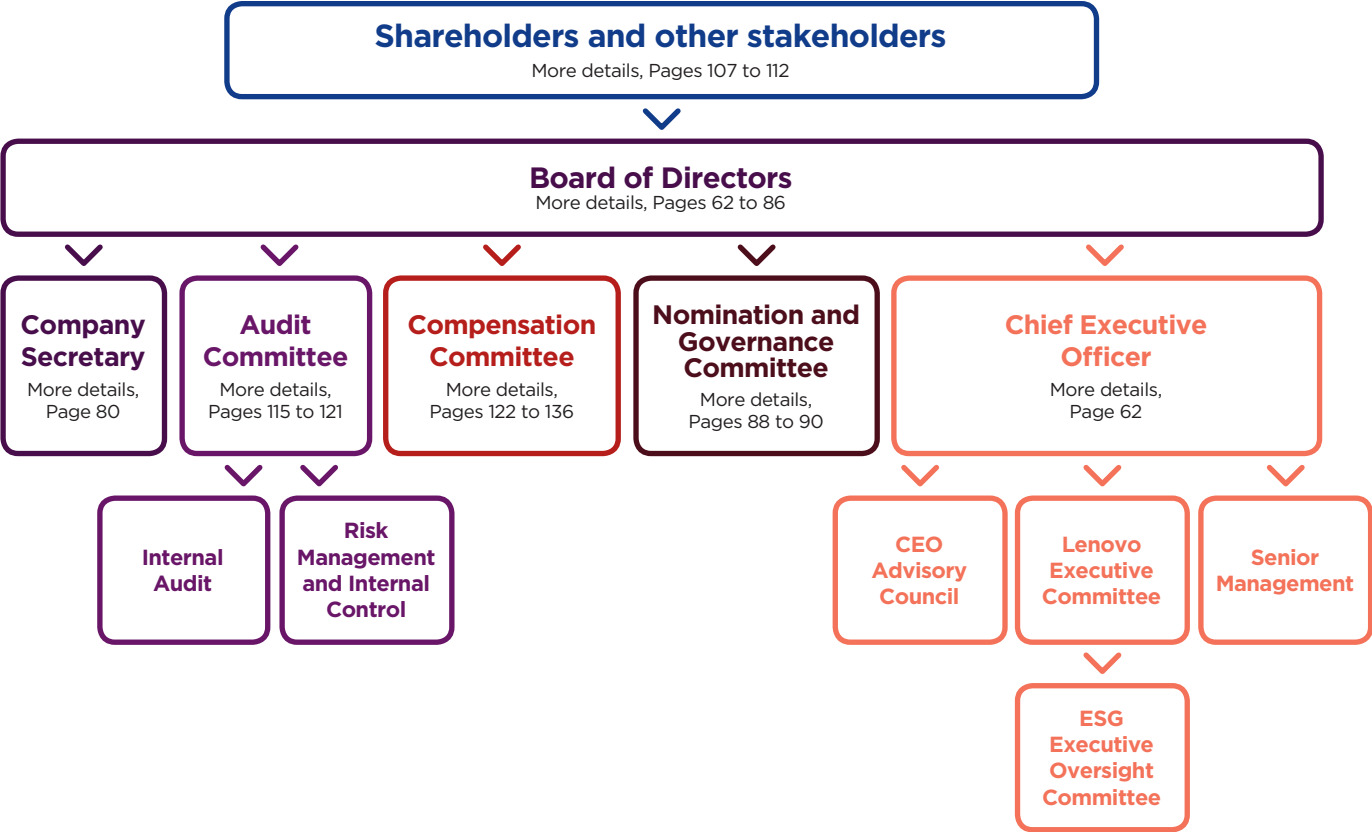 Shareholders and other stakeholders
More details, Pages 107 to 112
Board of Directors
More details, Pages 62 to 86
Company
Secretary
More details,
Page 80
Audit
Committee
More details,
Pages 115 to 121
Compensation
Committee
More details,
Pages 122 to 136
Nomination and
Governance
Committee
More details,
Pages 88 to 90
Chief Executive
Officer
More details,
Page 62
Internal
Audit
Risk
Management
and Internal
Control
CEO
Advisory
Council
Lenovo
Executive
Committee
Senior
Management
ESG
Executive
Oversight
Committee